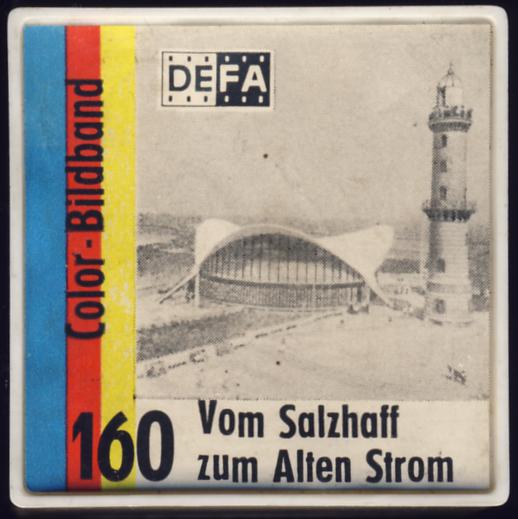 DEFA
Color-Bildband
160
Vom Salzhaff
zum Alten Strom